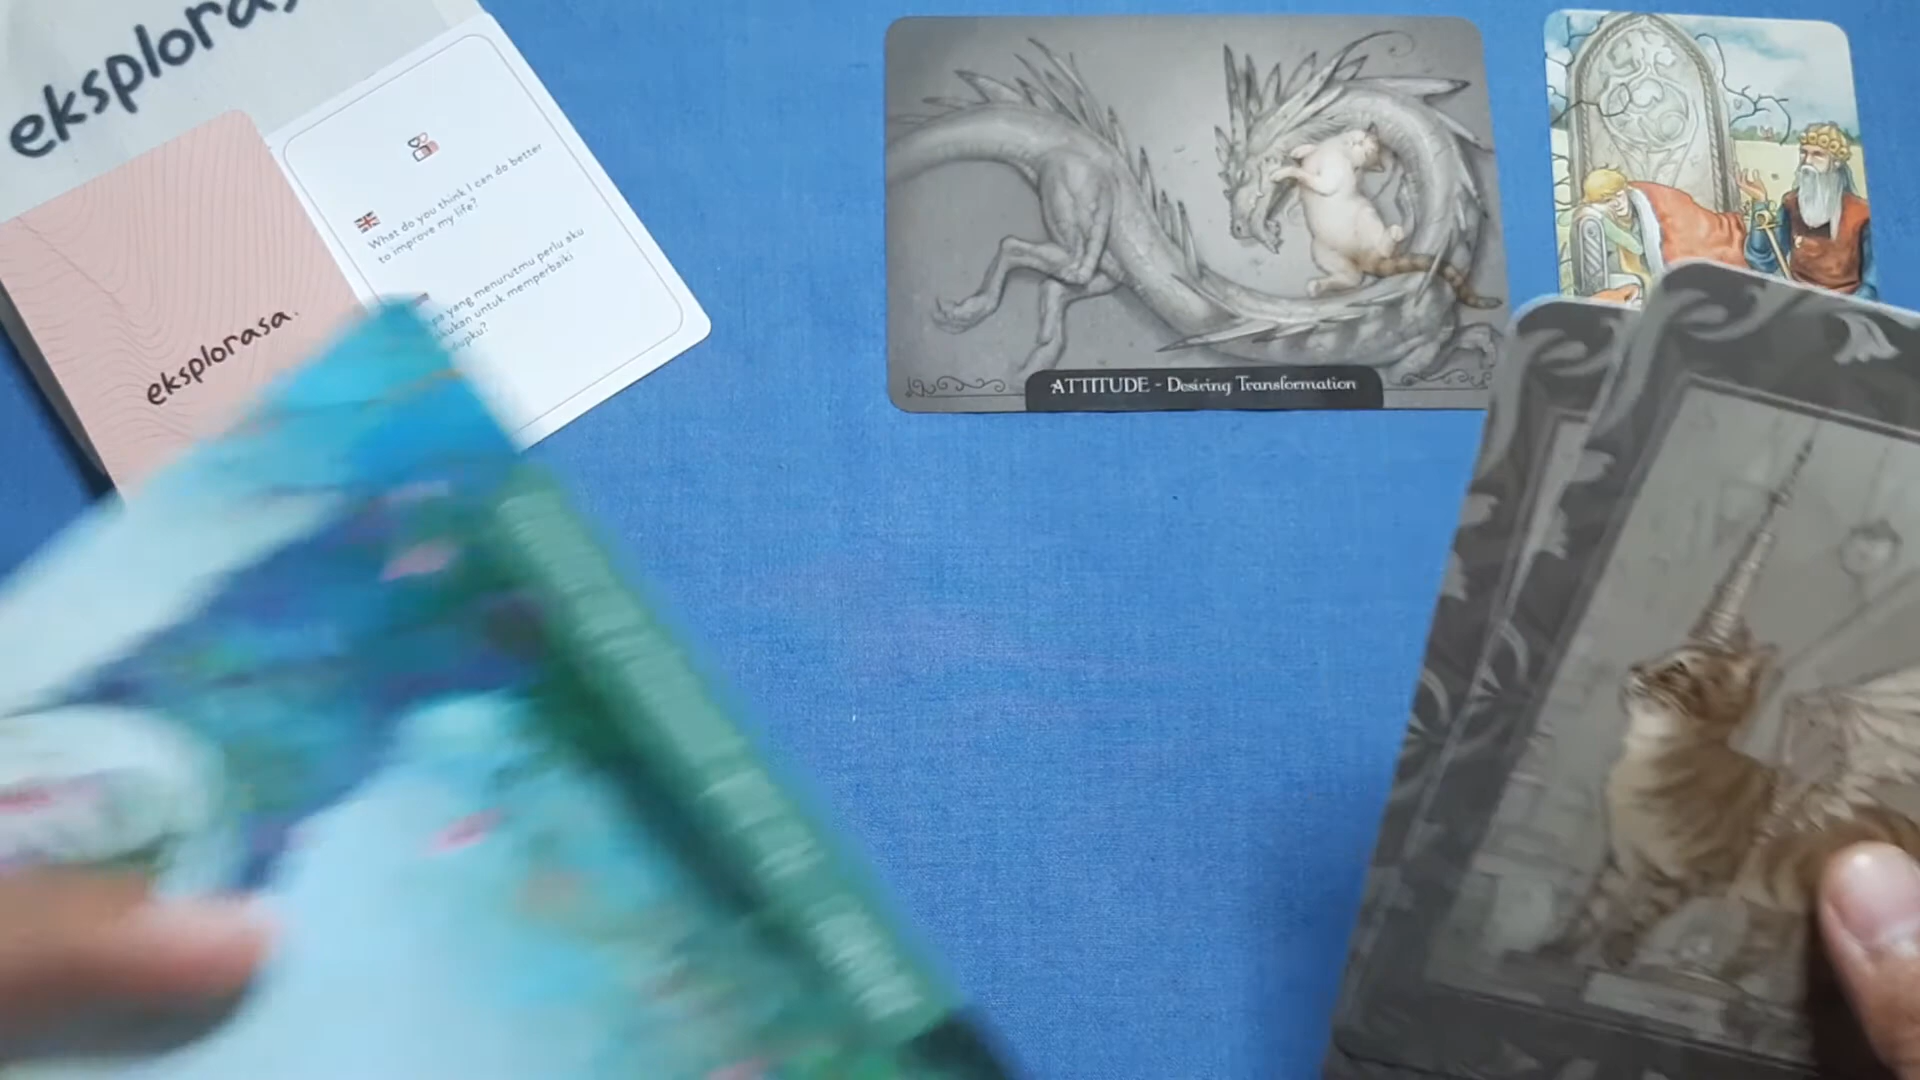 eksploras
What do you think I can do better
to improve my life?
pa yang menurutmu perlu aku
kukan untuk memperbaiki
dupku?
eksplorasa.
ATTITUDE - Desiring Transformation